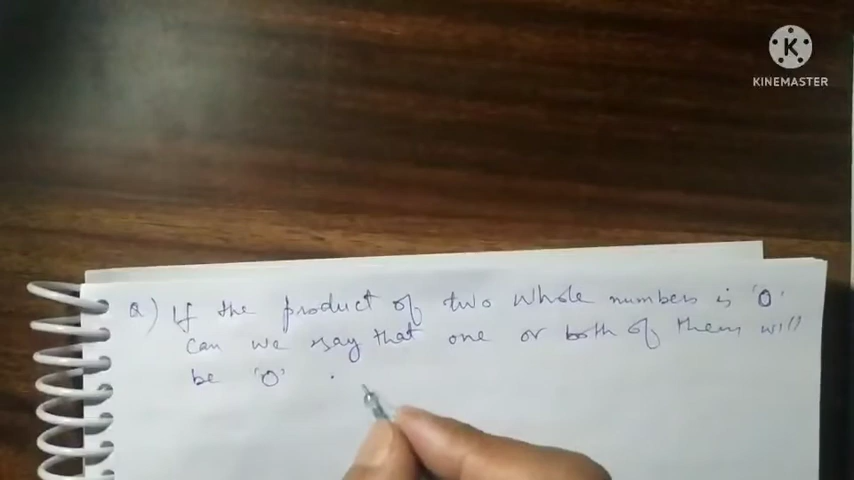 KINEMASTER
Q) If the product of two whole numbers is '0'
can we say that one or both of them will
be '0' .